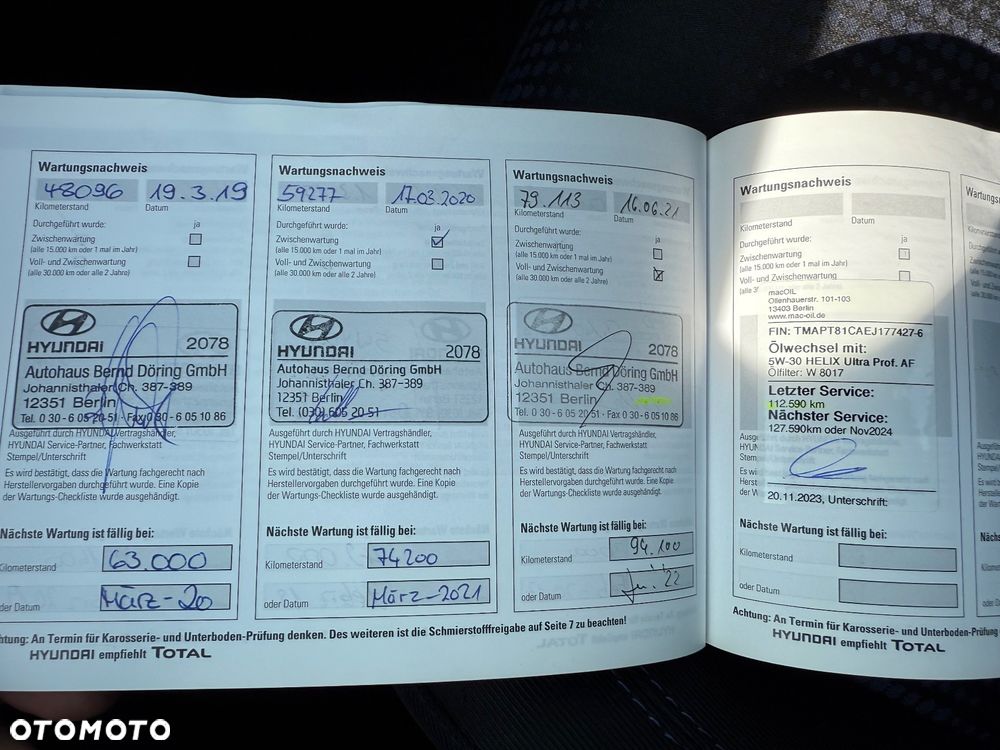 Wartungsnachweis
48096 19.3.19
Kilometerstand Datum
Durchgeführt wurde: ja
Zwischenwartung
(alle 15.000 km oder 1 mal im Jahr)
Voll- und Zwischenwartung
(alle 30.000 km oder alle 2 Jahre)
HYUNDAI 2078
Autohaus Bernd Döring GmbH
Johannisthaler Ch. 387-389
12351 Berlin
Tel. 0 30 - 6 05 20 51 · Fax 0 30 - 6 05 10 86
Ausgeführt durch HYUNDAI Vertragshändler,
HYUNDAI Service-Partner, Fachwerkstatt
Stempel/Unterschrift
Es wird bestätigt, dass die Wartung fachgerecht nach
Herstellervorgaben durchgeführt wurde. Eine Kopie
der Wartungs-Checkliste wurde ausgehändigt.
Nächste Wartung ist fällig bei:
Kilometerstand 63.000
oder Datum März-20
Wartungsnachweis
59277 17.03.2020
Kilometerstand Datum
Durchgeführt wurde: ja
Zwischenwartung
(alle 15.000 km oder 1 mal im Jahr)
Voll- und Zwischenwartung
(alle 30.000 km oder alle 2 Jahre)
HYUNDAI 2078
Autohaus Bernd Döring GmbH
Johannisthaler Ch. 387-389
12351 Berlin
Tel. (030) 605 20 51
Ausgeführt durch HYUNDAI Vertragshändler,
HYUNDAI Service-Partner, Fachwerkstatt
Stempel/Unterschrift
Es wird bestätigt, dass die Wartung fachgerecht nach
Herstellervorgaben durchgeführt wurde. Eine Kopie
der Wartungs-Checkliste wurde ausgehändigt.
Nächste Wartung ist fällig bei:
Kilometerstand 74200
oder Datum März-2021
Wartungsnachweis
79.113 16.06.21
Kilometerstand Datum
Durchgeführt wurde: ja
Zwischenwartung
(alle 15.000 km oder 1 mal im Jahr)
Voll- und Zwischenwartung
(alle 30.000 km oder alle 2 Jahre)
HYUNDAI 2078
Autohaus Bernd Döring GmbH
Johannisthaler Ch. 387-389
12351 Berlin
Tel. 0 30 - 6 05 20 51 · Fax 0 30 - 6 05 10 86
Ausgeführt durch HYUNDAI Vertragshändler,
HYUNDAI Service-Partner, Fachwerkstatt
Stempel/Unterschrift
Es wird bestätigt, dass die Wartung fachgerecht nach
Herstellervorgaben durchgeführt wurde. Eine Kopie
der Wartungs-Checkliste wurde ausgehändigt.
Nächste Wartung ist fällig bei:
Kilometerstand 94.100
oder Datum
htung: An Termin für Karosserie- und Unterboden-Prüfung denken. Des weiteren ist die Schmierstofffreigabe auf Seite 7 zu beachten!
HYUNDAI empfiehlt TOTAL
Wartungsnachweis
Kilometerstand Datum
Durchgeführt wurde: ja
Zwischenwartung
(alle 15.000 km oder 1 mal im Jahr)
Voll- und Zwischenwartung
macOIL
Ollenhauerstr. 101-103
13403 Berlin
www.mac-oil.de
FIN: TMAPT81CAEJ177427-6
Ölwechsel mit:
5W-30 HELIX Ultra Prof. AF
Ölfilter: W 8017
Letzter Service:
112.590 km
Nächster Service:
127.590km oder Nov2024
20.11.2023, Unterschrift:
Nächste Wartung ist fällig bei:
Kilometerstand
oder Datum
Achtung: An Termin für Karosserie- und Unterboden-Prüfung
HYUNDAI empfiehlt TOTAL
OTOMOTO